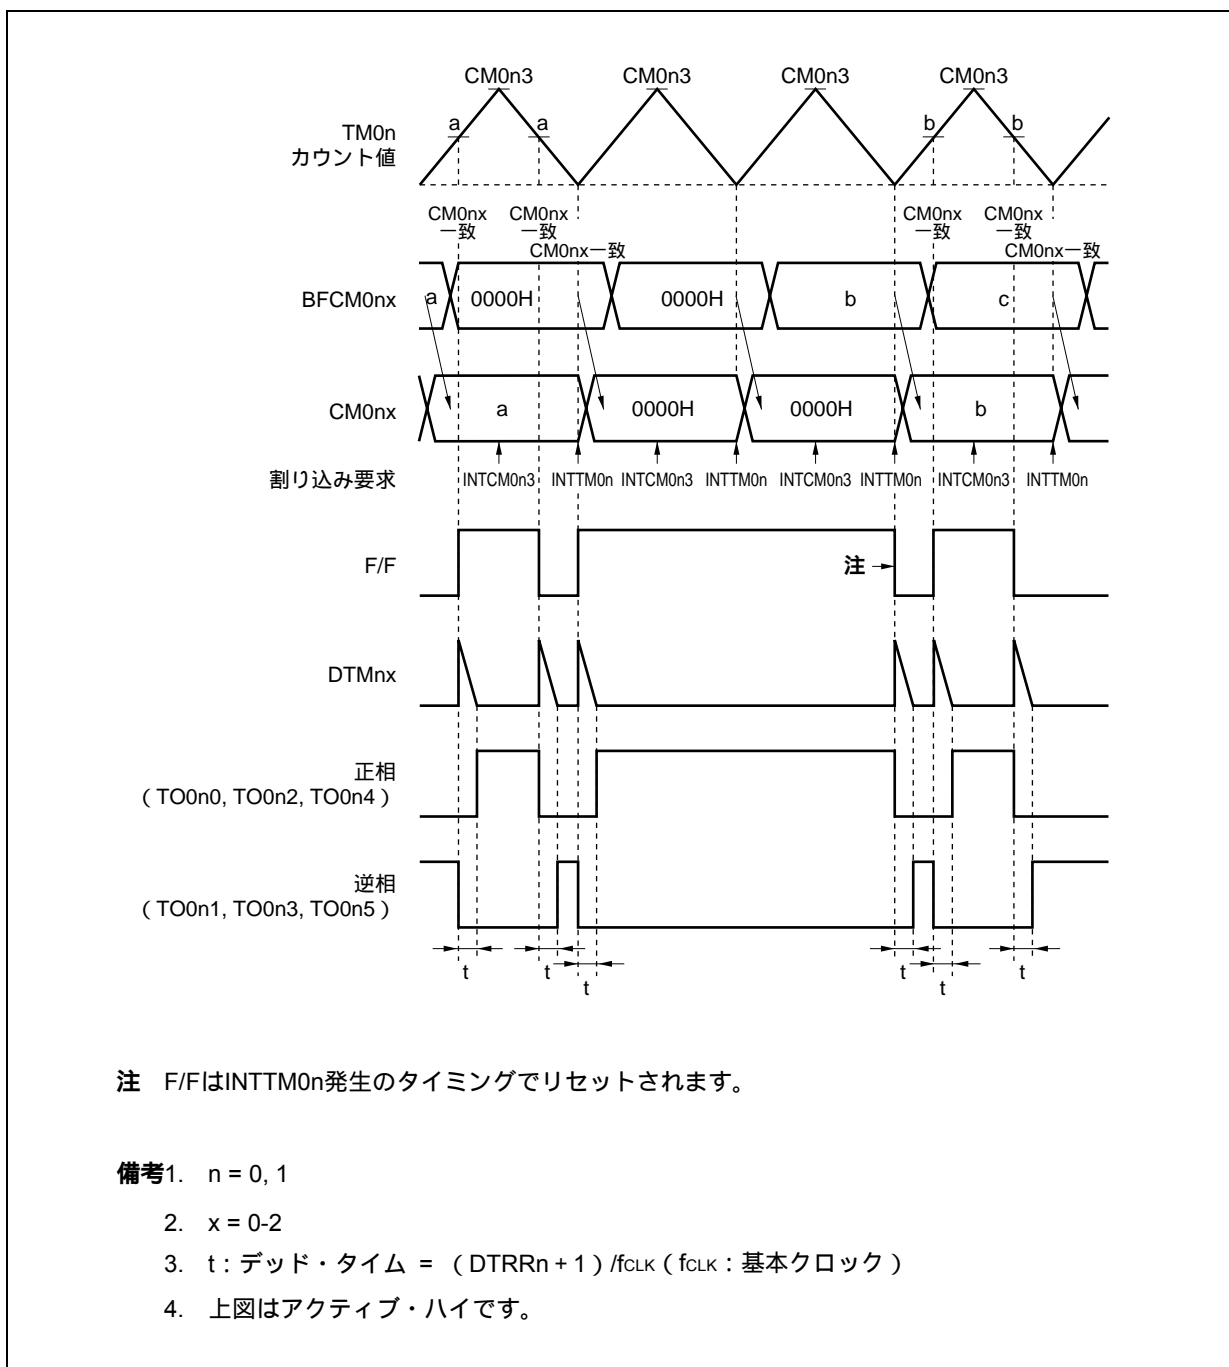 CM0n3 CM0n3 CM0n3 CM0n3
a a b b
TM0n
カウント値
CM0nx CM0nx CM0nx CM0nx
一致 一致 一致 一致
CM0nx一致 CM0nx一致
BFCM0nx a 0000H 0000H b c
CM0nx a 0000H 0000H b
割り込み要求 INTCM0n3 INTTM0n INTCM0n3 INTTM0n INTCM0n3 INTTM0n INTCM0n3 INTTM0n
F/F 注
DTMnx
正相
(TO0n0, TO0n2, TO0n4)
逆相
(TO0n1, TO0n3, TO0n5)
t t t t t t
注 F/FはINTTM0n発生のタイミングでリセットされます。
備考1. n = 0, 1
2. x = 0-2
3. t:デッド・タイム = (DTRRn + 1)/fCLK(fCLK:基本クロック)
4. 上図はアクティブ・ハイです。